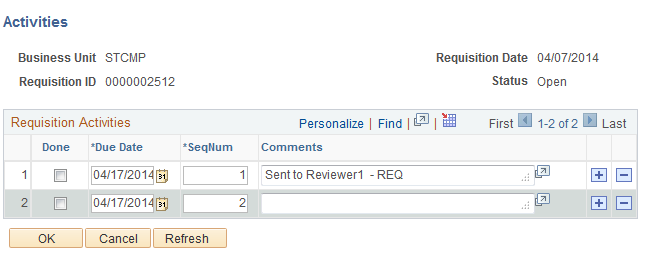 Activities
Business Unit STCMP Requisition Date 04/07/2014
Requisition ID 0000002512 Status Open
Requisition Activities Personalize | Find | | First 1-2 of 2 Last
Done *Due Date *SeqNum Comments
1 04/17/2014 31 1 Sent to Reviewer1 - REQ
2 04/17/2014 31 2
OK Cancel Refresh